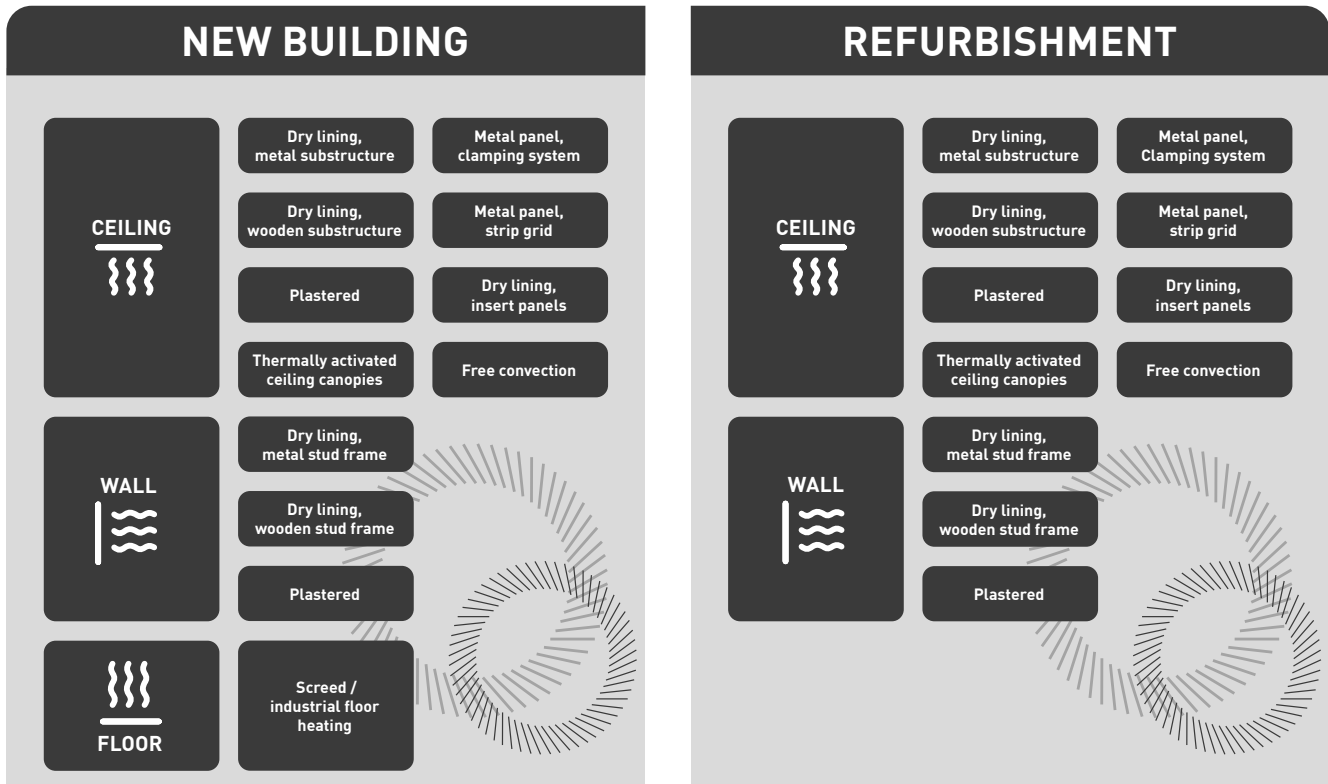 NEW BUILDING
CEILING
Dry lining,
metal substructure
Metal panel,
clamping system
Dry lining,
wooden substructure
Metal panel,
strip grid
Plastered
Dry lining,
insert panels
Thermally activated
ceiling canopies
Free convection
WALL
Dry lining,
metal stud frame
Dry lining,
wooden stud frame
Plastered
FLOOR
Screed /
industrial floor
heating
REFURBISHMENT
CEILING
Dry lining,
metal substructure
Metal panel,
Clamping system
Dry lining,
wooden substructure
Metal panel,
strip grid
Plastered
Dry lining,
insert panels
Thermally activated
ceiling canopies
Free convection
WALL
Dry lining,
metal stud frame
Dry lining,
wooden stud frame
Plastered